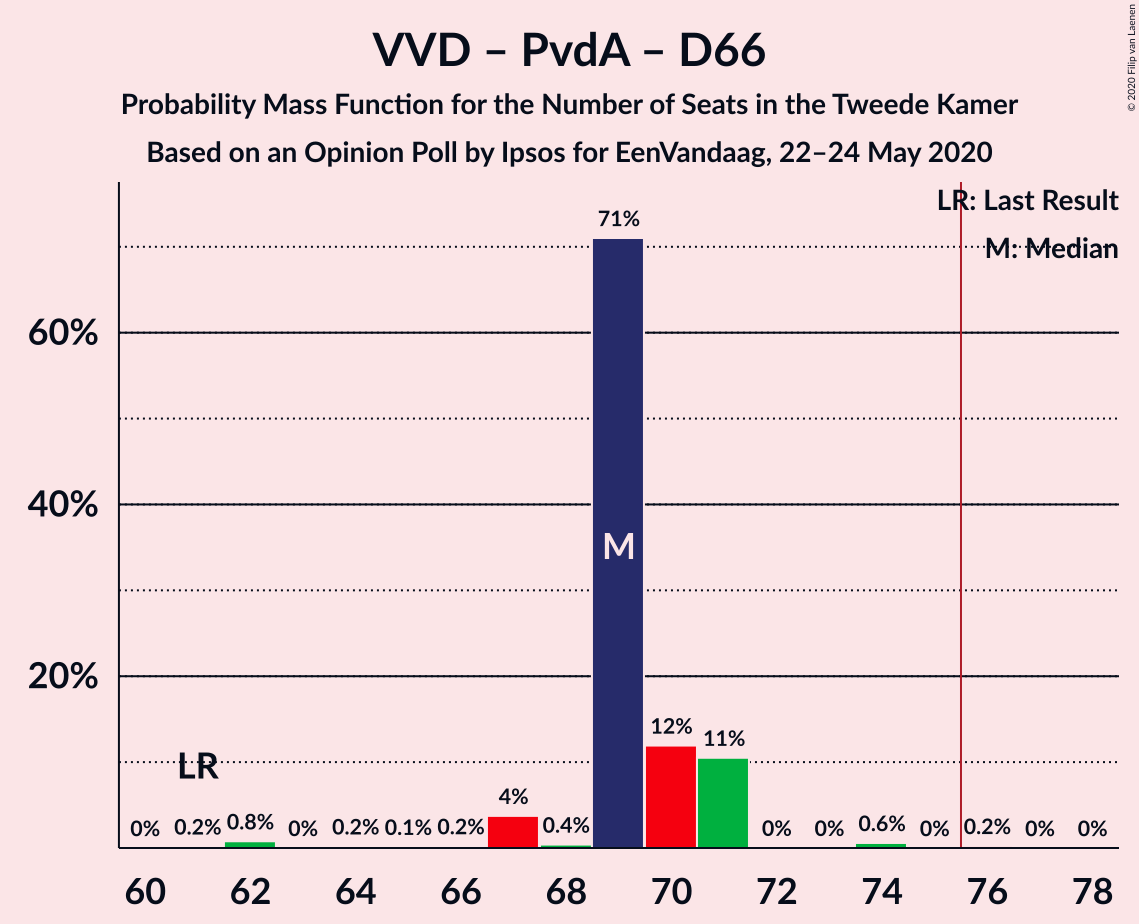 VVD – PvdA – D66
Probability Mass Function for the Number of Seats in the Tweede Kamer
Based on an Opinion Poll by Ipsos for EenVandaag, 22–24 May 2020
© 2020 Filip van Laenen
LR: Last Result
M: Median
71%
60%
40%
M
20%
12%
11%
LR
4%
0% 0.2% 0.8% 0% 0.2% 0.1% 0.2% 0.4% 0% 0% 0.6% 0% 0.2% 0% 0%
60 62 64 66 68 70 72 74 76 78